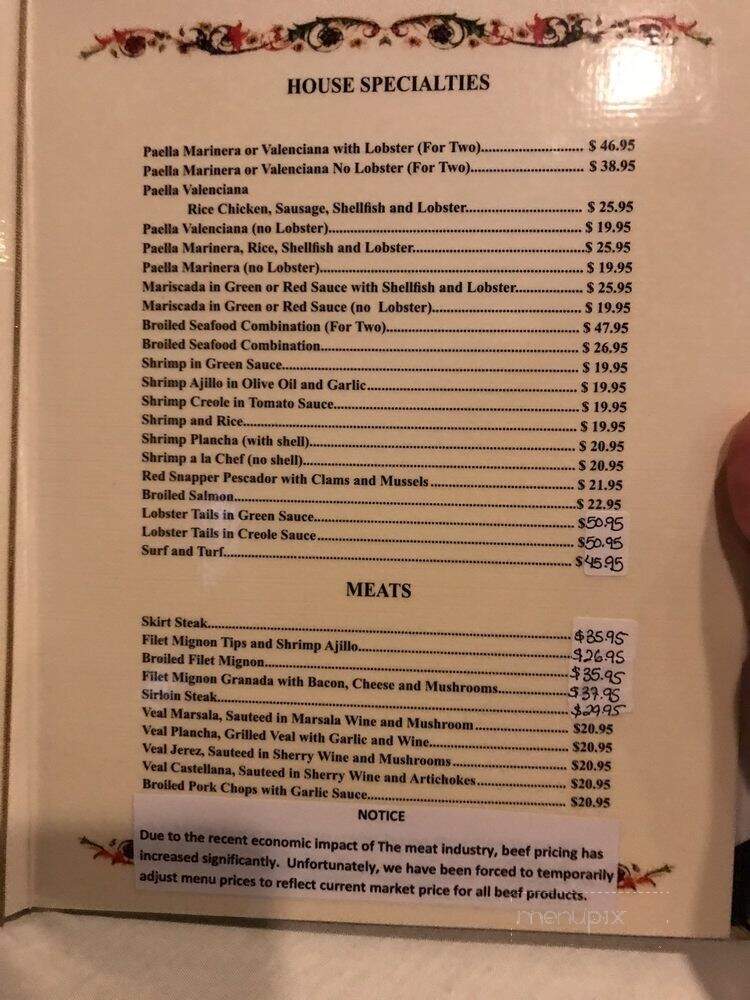 HOUSE SPECIALTIES
Paella Marinera or Valenciana with Lobster (For Two)............................ $ 46.95
Paella Marinera or Valenciana No Lobster (For Two).............................. $ 38.95
Paella Valenciana
Rice Chicken, Sausage, Shellfish and Lobster............................. $ 25.95
Paella Valenciana (no Lobster)................................................................ $ 19.95
Paella Marinera, Rice, Shellfish and Lobster...........................................$ 25.95
Paella Marinera (no Lobster).................................................................. $ 19.95
Mariscada in Green or Red Sauce with Shellfish and Lobster................. $ 25.95
Mariscada in Green or Red Sauce (no Lobster)...................................... $ 19.95
Broiled Seafood Combination (For Two)................................................. $ 47.95
Broiled Seafood Combination................................................................. $ 26.95
Shrimp in Green Sauce........................................................................... $ 19.95
Shrimp Ajillo in Olive Oil and Garlic..................................................... $ 19.95
Shrimp Creole in Tomato Sauce..............................................................$ 19.95
Shrimp and Rice..................................................................................... $ 19.95
Shrimp Plancha (with shell).................................................................... $ 20.95
Shrimp a la Chef (no shell)..................................................................... $ 20.95
Red Snapper Pescador with Clams and Mussels..................................... $ 21.95
Broiled Salmon.......................................................................................$ 22.95
Lobster Tails in Green Sauce.................................................................. $50.95
Lobster Tails in Creole Sauce................................................................. $50.95
Surf and Turf......................................................................................... $45.95
MEATS
Skirt Steak............................................................................................. $35.95
Filet Mignon Tips and Shrimp Ajillo...................................................... $26.95
Broiled Filet Mignon.............................................................................. $35.95
Filet Mignon Granada with Bacon, Cheese and Mushrooms.................. $37.95
Sirloin Steak.......................................................................................... $29.95
Veal Marsala, Sauteed in Marsala Wine and Mushroom........................ $20.95
Veal Plancha, Grilled Veal with Garlic and Wine................................... $20.95
Veal Jerez, Sauteed in Sherry Wine and Mushrooms............................. $20.95
Veal Castellana, Sauteed in Sherry Wine and Artichokes....................... $20.95
Broiled Pork Chops with Garlic Sauce................................................... $20.95
NOTICE
Due to the recent economic impact of The meat industry, beef pricing has
increased significantly. Unfortunately, we have been forced to temporarily
adjust menu prices to reflect current market price for all beef products.
menupix